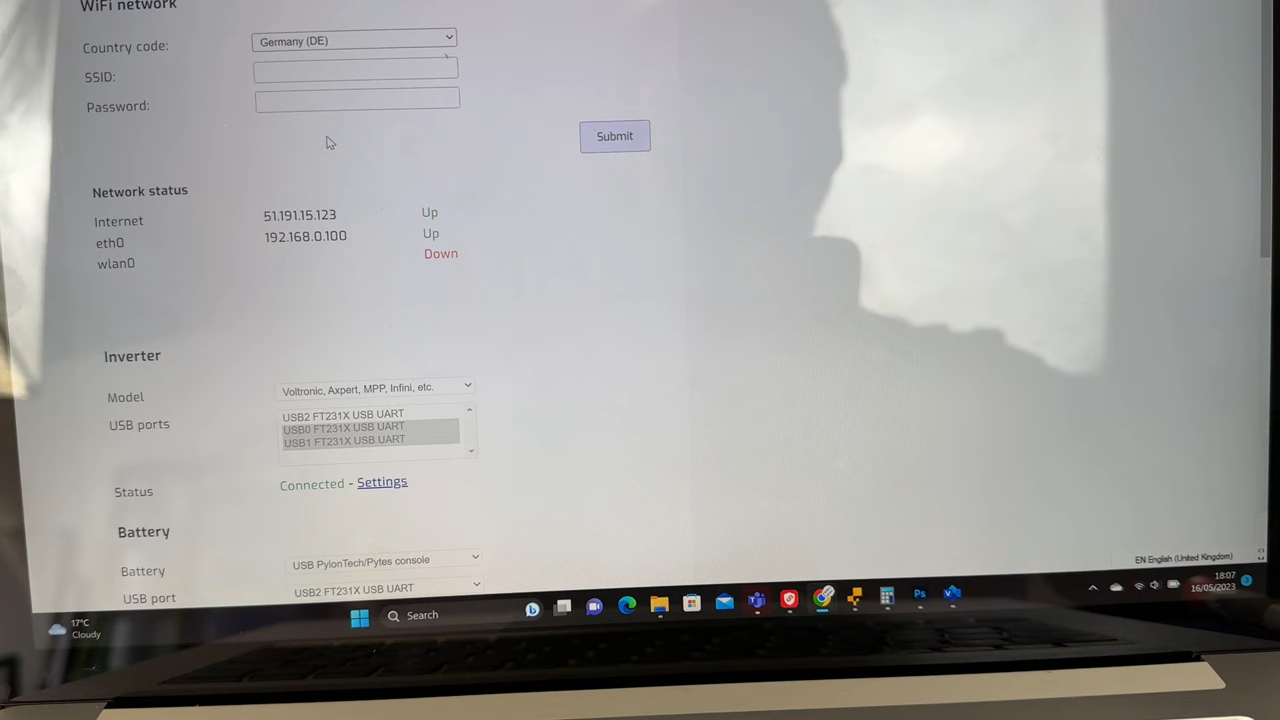 WiFi network
Country code: Germany (DE)
SSID:
Password:
Submit
Network status
Internet 51.191.15.123 Up
eth0 192.168.0.100 Up
wlan0 Down
Inverter
Model Voltronic, Axpert, MPP, Infini, etc.
USB ports USB2 FT231X USB UART
USB0 FT231X USB UART
USB1 FT231X USB UART
Status Connected - Settings
Battery
Battery USB PylonTech/Pytes console
USB port USB2 FT231X USB UART
EN English (United Kingdom)
17°C
Cloudy
Search
Ps
18:07
16/05/2023